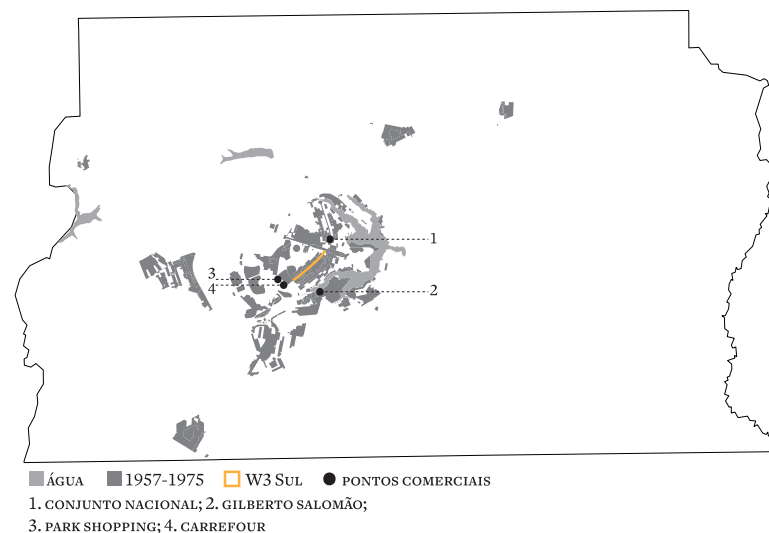 1
3
4
2
ÁGUA 1957-1975 W3 SUL PONTOS COMERCIAIS
1. CONJUNTO NACIONAL; 2. GILBERTO SALOMÃO;
3. PARK SHOPPING; 4. CARREFOUR